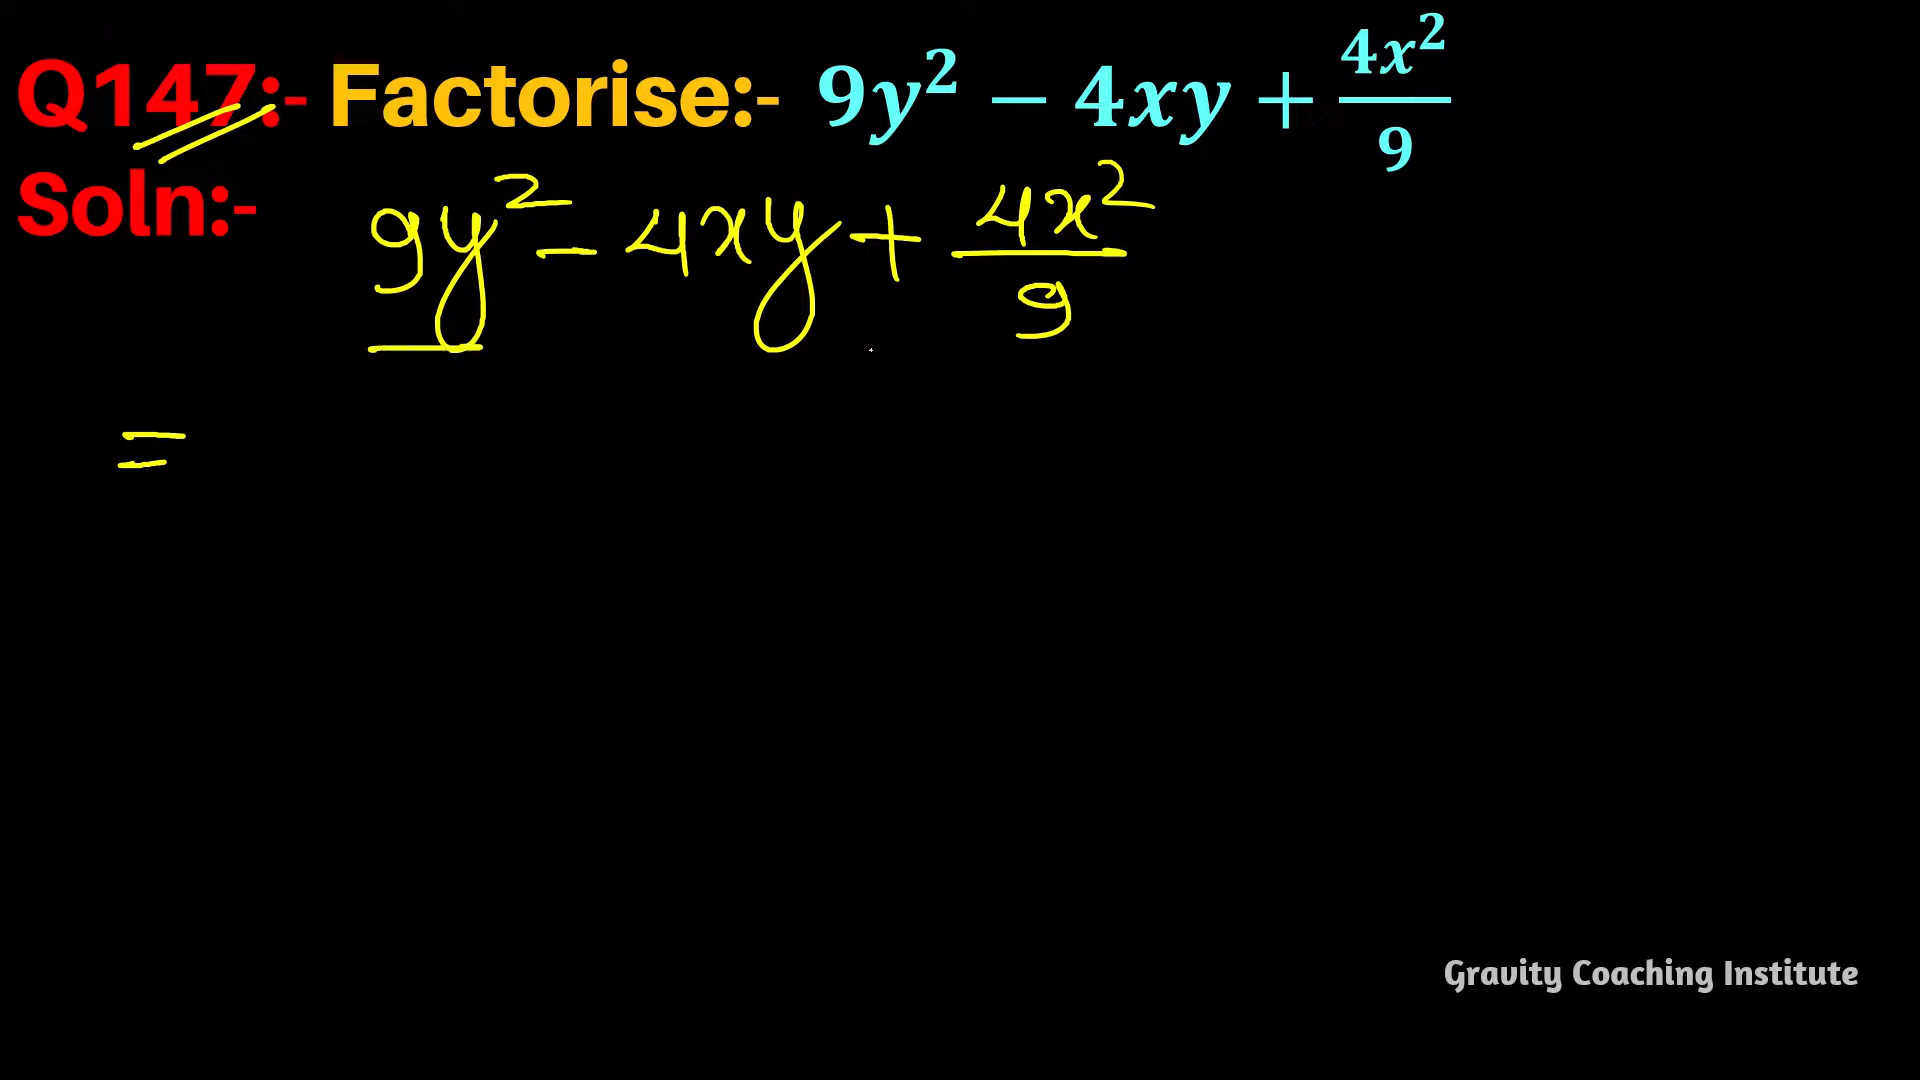 Q147:- Factorise:- 9y² − 4xy + 4x²/9
Soln:- 9y² − 4xy + 4x²/9
=
Gravity Coaching Institute